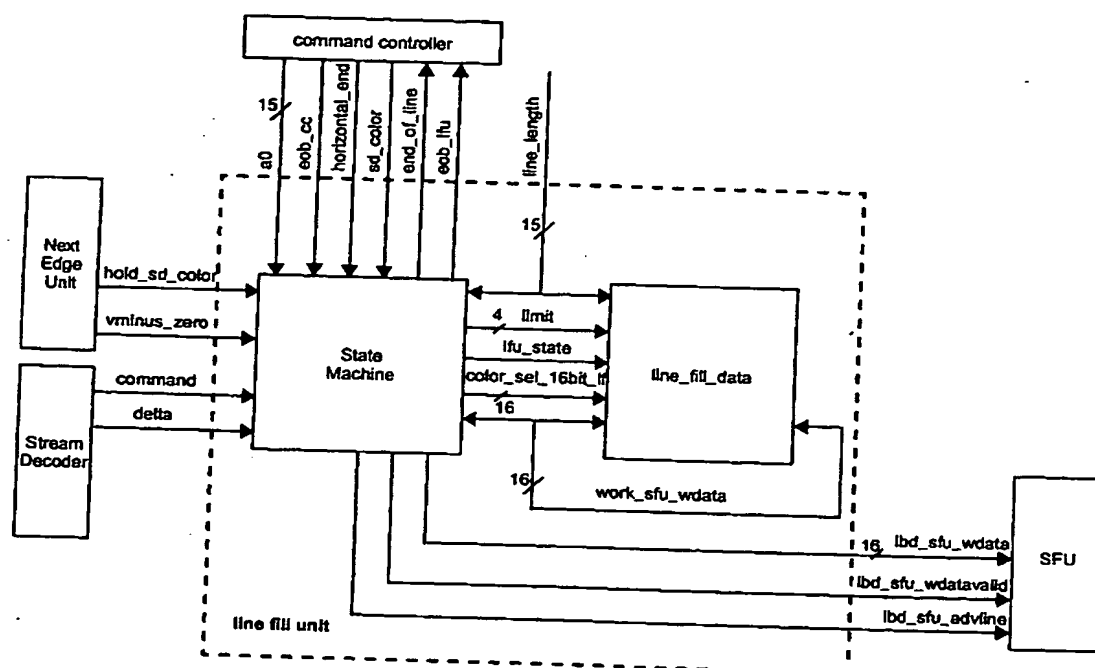 command controller
15
a0
eob_cc
horizontal_end
sd_color
end_of_line
eob_lfu
line_length
15
Next
Edge
Unit
hold_sd_color
vminus_zero
Stream
Decoder
command
delta
State
Machine
4 limit
lfu_state
color_sel_16bit_lf
16
line_fill_data
16
work_sfu_wdata
16 lbd_sfu_wdata
lbd_sfu_wdatavalid
lbd_sfu_advline
SFU
line fill unit